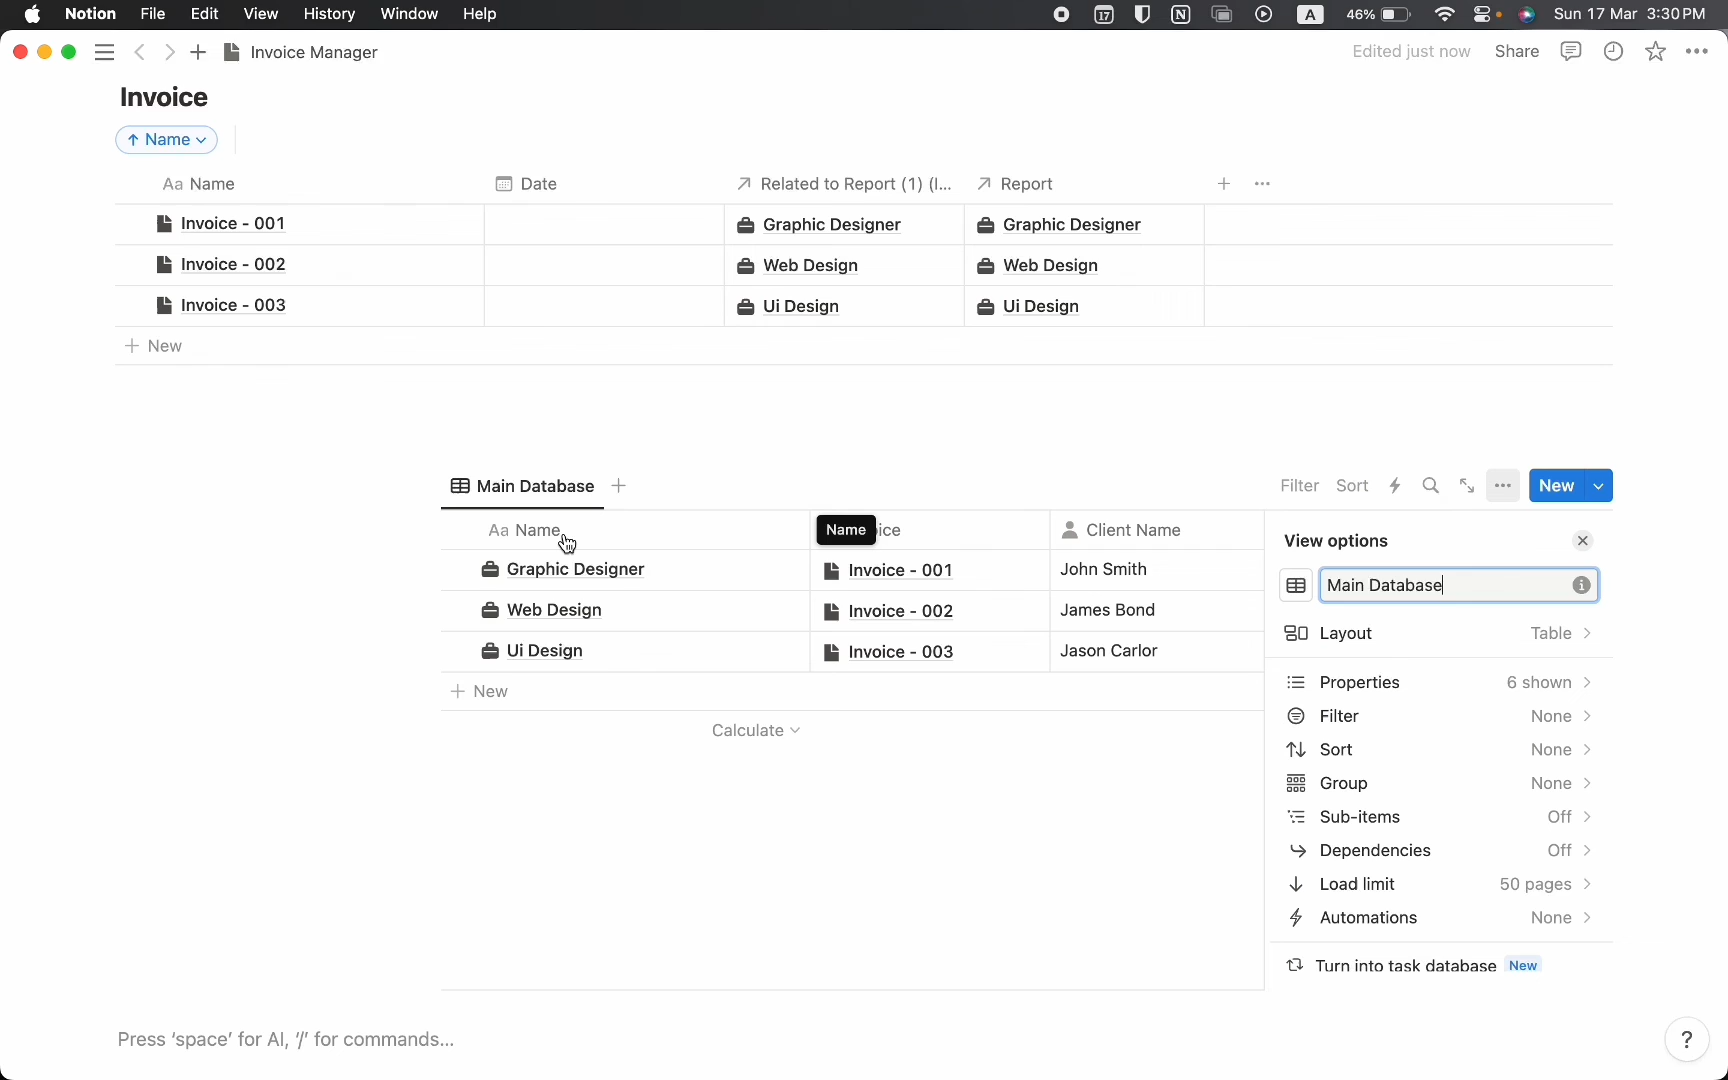 Notion File Edit View History Window Help 17 A 46% Sun 17 Mar 3:30 PM
Invoice Manager Edited just now Share
Invoice
↑ Name
Aa Name Date ↗ Related to Report (1) (I... ↗ Report + ...
Invoice - 001 Graphic Designer Graphic Designer
Invoice - 002 Web Design Web Design
Invoice - 003 Ui Design Ui Design
+ New
Main Database + Filter Sort ... New
Aa Name Name ice Client Name
Graphic Designer Invoice - 001 John Smith
Web Design Invoice - 002 James Bond
Ui Design Invoice - 003 Jason Carlor
+ New
Calculate
View options
Main Database
Layout Table
Properties 6 shown
Filter None
Sort None
Group None
Sub-items Off
Dependencies Off
Load limit 50 pages
Automations None
Turn into task database New
Press ‘space’ for AI, ‘/’ for commands...
?